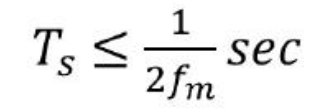 Tₛ ≤ 1/(2fₘ) sec